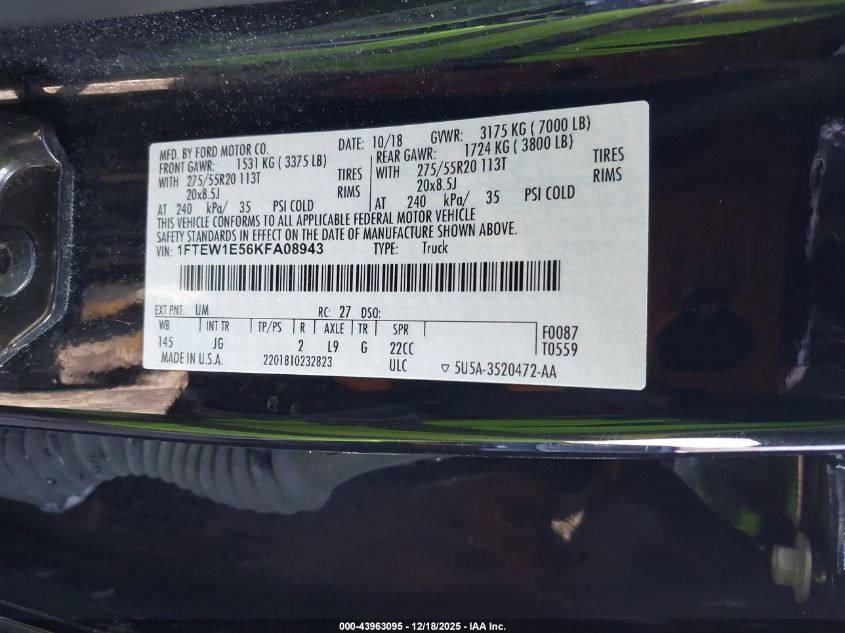 MFD. BY FORD MOTOR CO. DATE: 10/18 GVWR: 3175 KG ( 7000 LB)
FRONT GAWR: 1531 KG ( 3375 LB) REAR GAWR: 1724 KG ( 3800 LB)
WITH 275/55R20 113T TIRES WITH 275/55R20 113T TIRES
20x8.5J RIMS 20x8.5J RIMS
AT 240 kPa/ 35 PSI COLD AT 240 kPa/ 35 PSI COLD
THIS VEHICLE CONFORMS TO ALL APPLICABLE FEDERAL MOTOR VEHICLE
SAFETY STANDARDS IN EFFECT ON THE DATE OF MANUFACTURE SHOWN ABOVE.
VIN: 1FTEW1E56KFA08943 TYPE: Truck
EXT PNT: UM RC: 27 DSO:
WB INT TR TP/PS R AXLE TR SPR F0087
145 JG 2 L9 G 22CC T0559
MADE IN U.S.A. 2201810232823 ULC ▽ 5U5A-3520472-AA
000-43963095 - 12/18/2025 - IAA Inc.